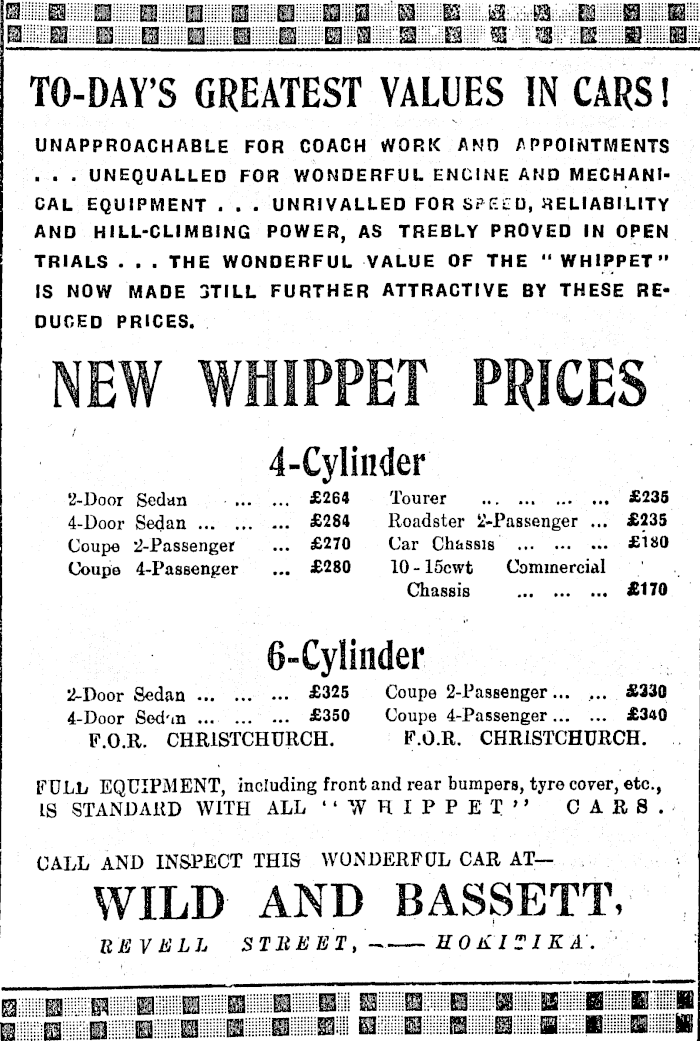 TO-DAY'S GREATEST VALUES IN CARS!
UNAPPROACHABLE FOR COACH WORK AND APPOINTMENTS
. . . UNEQUALLED FOR WONDERFUL ENGINE AND MECHANI-
CAL EQUIPMENT . . . UNRIVALLED FOR SPEED, RELIABILITY
AND HILL-CLIMBING POWER, AS TREBLY PROVED IN OPEN
TRIALS . . . THE WONDERFUL VALUE OF THE "WHIPPET"
IS NOW MADE STILL FURTHER ATTRACTIVE BY THESE RE-
DUCED PRICES.
NEW WHIPPET PRICES
4-Cylinder
2-Door Sedan ... ... £264
4-Door Sedan ... ... ... £284
Coupe 2-Passenger ... £270
Coupe 4-Passenger ... £280
Tourer ... ... ... ... £235
Roadster 2-Passenger ... £235
Car Chassis ... ... ... £180
10-15cwt Commercial
Chassis ... ... ... £170
6-Cylinder
2-Door Sedan ... ... ... £325
4-Door Sedan ... ... ... £350
F.O.R. CHRISTCHURCH.
Coupe 2-Passenger ... ... £330
Coupe 4-Passenger ... ... £340
F.O.R. CHRISTCHURCH.
FULL EQUIPMENT, including front and rear bumpers, tyre cover, etc.,
IS STANDARD WITH ALL "WHIPPET" CARS.
CALL AND INSPECT THIS WONDERFUL CAR AT—
WILD AND BASSETT,
REVELL STREET, —— HOKITIKA.